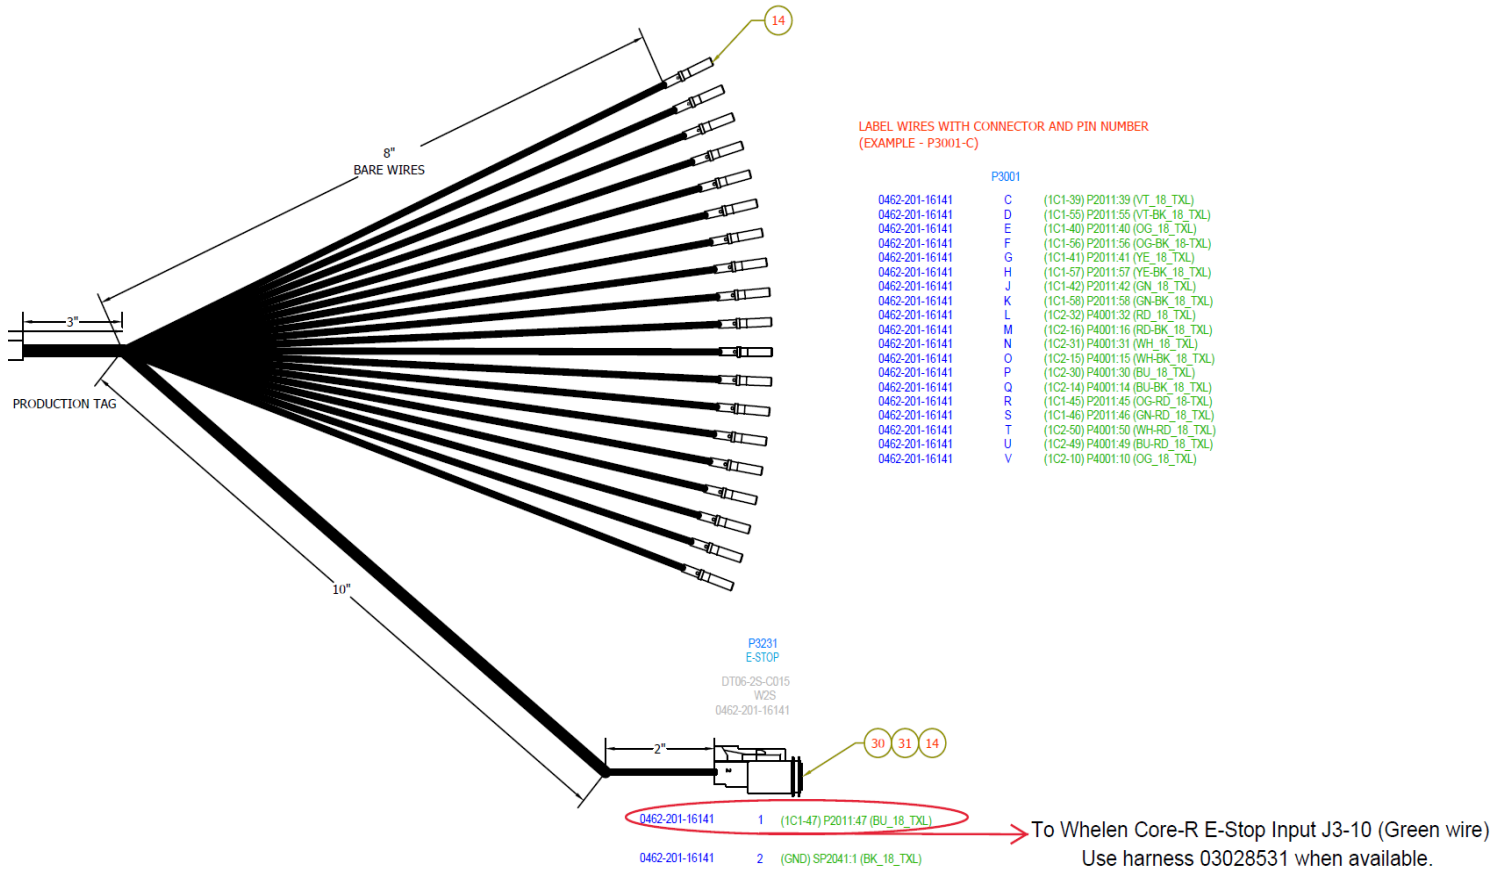 14
8"
BARE WIRES
LABEL WIRES WITH CONNECTOR AND PIN NUMBER
(EXAMPLE - P3001-C)
P3001
0462-201-16141 C (1C1-39) P2011:39 (VT_18_TXL)
0462-201-16141 D (1C1-55) P2011:55 (VT-BK_18_TXL)
0462-201-16141 E (1C1-40) P2011:40 (OG_18_TXL)
0462-201-16141 F (1C1-56) P2011:56 (OG-BK_18-TXL)
0462-201-16141 G (1C1-41) P2011:41 (YE_18_TXL)
0462-201-16141 H (1C1-57) P2011:57 (YE-BK_18_TXL)
0462-201-16141 J (1C1-42) P2011:42 (GN_18_TXL)
0462-201-16141 K (1C1-58) P2011:58 (GN-BK_18_TXL)
0462-201-16141 L (1C2-32) P4001:32 (RD_18_TXL)
0462-201-16141 M (1C2-16) P4001:16 (RD-BK_18_TXL)
0462-201-16141 N (1C2-31) P4001:31 (WH_18_TXL)
0462-201-16141 O (1C2-15) P4001:15 (WH-BK_18_TXL)
0462-201-16141 P (1C2-30) P4001:30 (BU_18_TXL)
0462-201-16141 Q (1C2-14) P4001:14 (BU-BK_18_TXL)
0462-201-16141 R (1C1-45) P2011:45 (OG-RD_18-TXL)
0462-201-16141 S (1C1-46) P2011:46 (GN-RD_18_TXL)
0462-201-16141 T (1C2-50) P4001:50 (WH-RD_18_TXL)
0462-201-16141 U (1C2-49) P4001:49 (BU-RD_18_TXL)
0462-201-16141 V (1C2-10) P4001:10 (OG_18_TXL)
3"
PRODUCTION TAG
10"
P3231
E-STOP
DT06-2S-C015
W2S
0462-201-16141
2"
30 31 14
0462-201-16141 1 (1C1-47) P2011:47 (BU_18_TXL)
To Whelen Core-R E-Stop Input J3-10 (Green wire)
Use harness 03028531 when available.
0462-201-16141 2 (GND) SP2041:1 (BK_18_TXL)